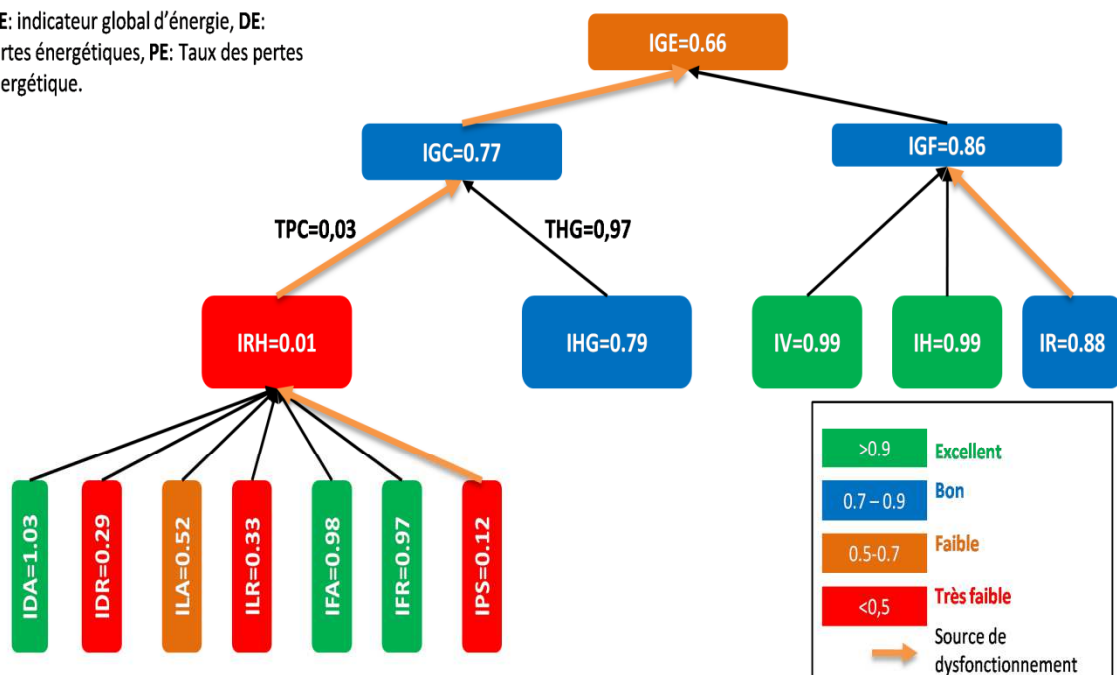 : indicateur global d'énergie, DE:
énergétiques, PE: Taux des pertes
IGE=0.66
IGC=0.77
IGF=0.86
TPC=0,03
THG=0,97
IRH=0.01
IHG=0.79
IV=0.99
IH=0.99
IR=0.88
IDA=1.03
IDR=0.29
ILA=0.52
ILR=0.33
IFA=0.98
IFR=0.97
IPS=0.12
>0.9 Excellent
0.7 – 0.9 Bon
0.5-0.7 Faible
<0,5 Très faible
Source de
dysfonctionnement